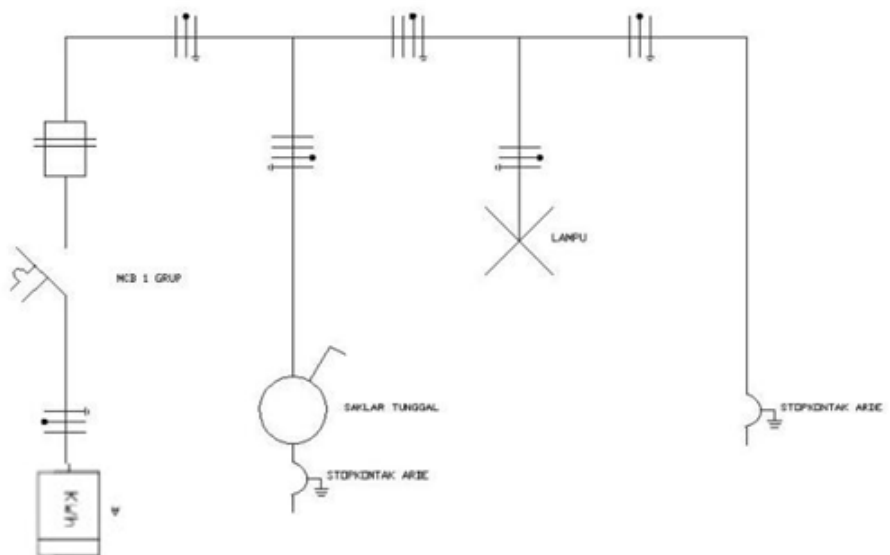 LAMPU
MCB 1 GRUP
SAKLAR TUNGGAL
STOPKONTAK ARDE
STOPKONTAK ARDE
KWh